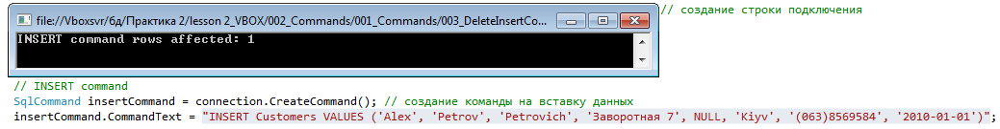 file://Vboxsvr/бд/Практика 2/lesson 2_VBOX/002_Commands/001_Commands/003_DeleteInsertCo... // создание строки подключения
INSERT command rows affected: 1
// INSERT command
SqlCommand insertCommand = connection.CreateCommand(); // создание команды на вставку данных
insertCommand.CommandText = "INSERT Customers VALUES ('Alex', 'Petrov', 'Petrovich', 'Заворотная 7', NULL, 'Kiyv', '(063)8569584', '2010-01-01')";